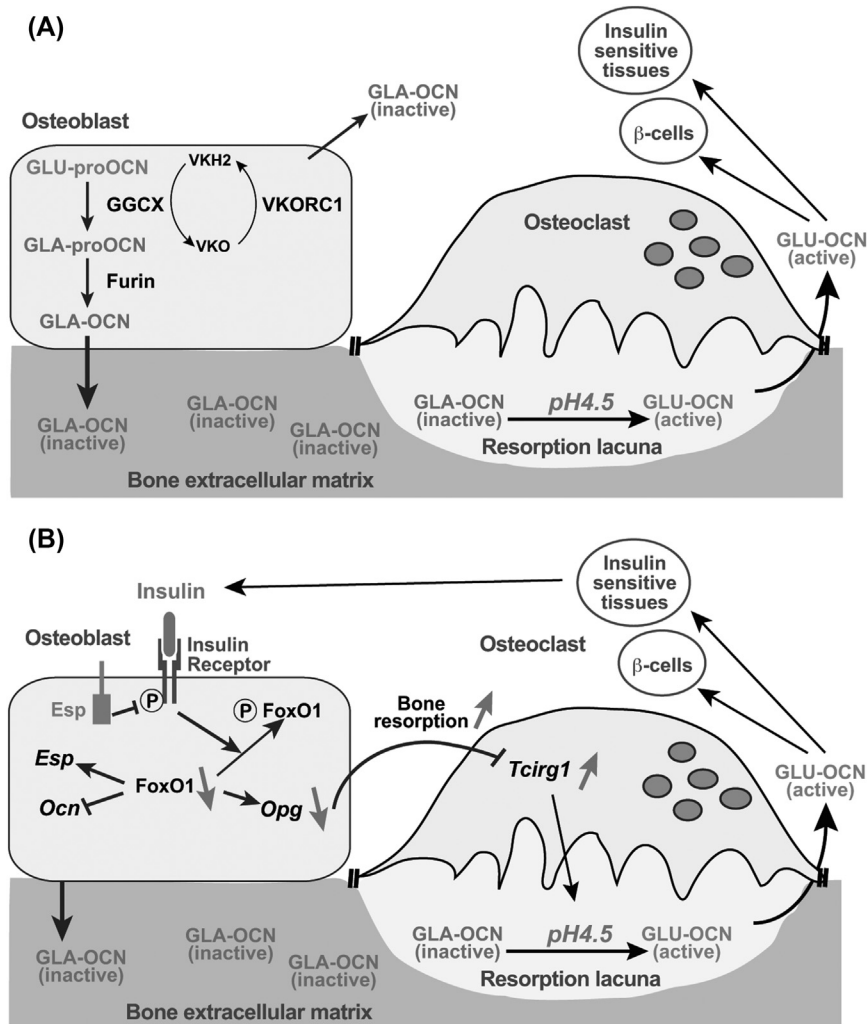 (A)
Insulin
sensitive
tissues
GLA-OCN
(inactive)
Osteoblast
β-cells
GLU-proOCN
VKH2
GGCX
VKORC1
Osteoclast
GLA-proOCN
VKO
GLU-OCN
(active)
Furin
GLA-OCN
GLA-OCN
(inactive)
GLA-OCN
(inactive)
GLA-OCN
(inactive)
GLA-OCN
(inactive)
pH4.5
GLU-OCN
(active)
Resorption lacuna
Bone extracellular matrix
(B)
Insulin
sensitive
tissues
Insulin
Osteoblast
Insulin
Receptor
Osteoclast
β-cells
Esp
P
P FoxO1
Bone
resorption
Esp
FoxO1
Tcirg1
GLU-OCN
(active)
Ocn
Opg
GLA-OCN
(inactive)
GLA-OCN
(inactive)
GLA-OCN
(inactive)
GLA-OCN
(inactive)
pH4.5
GLU-OCN
(active)
Resorption lacuna
Bone extracellular matrix